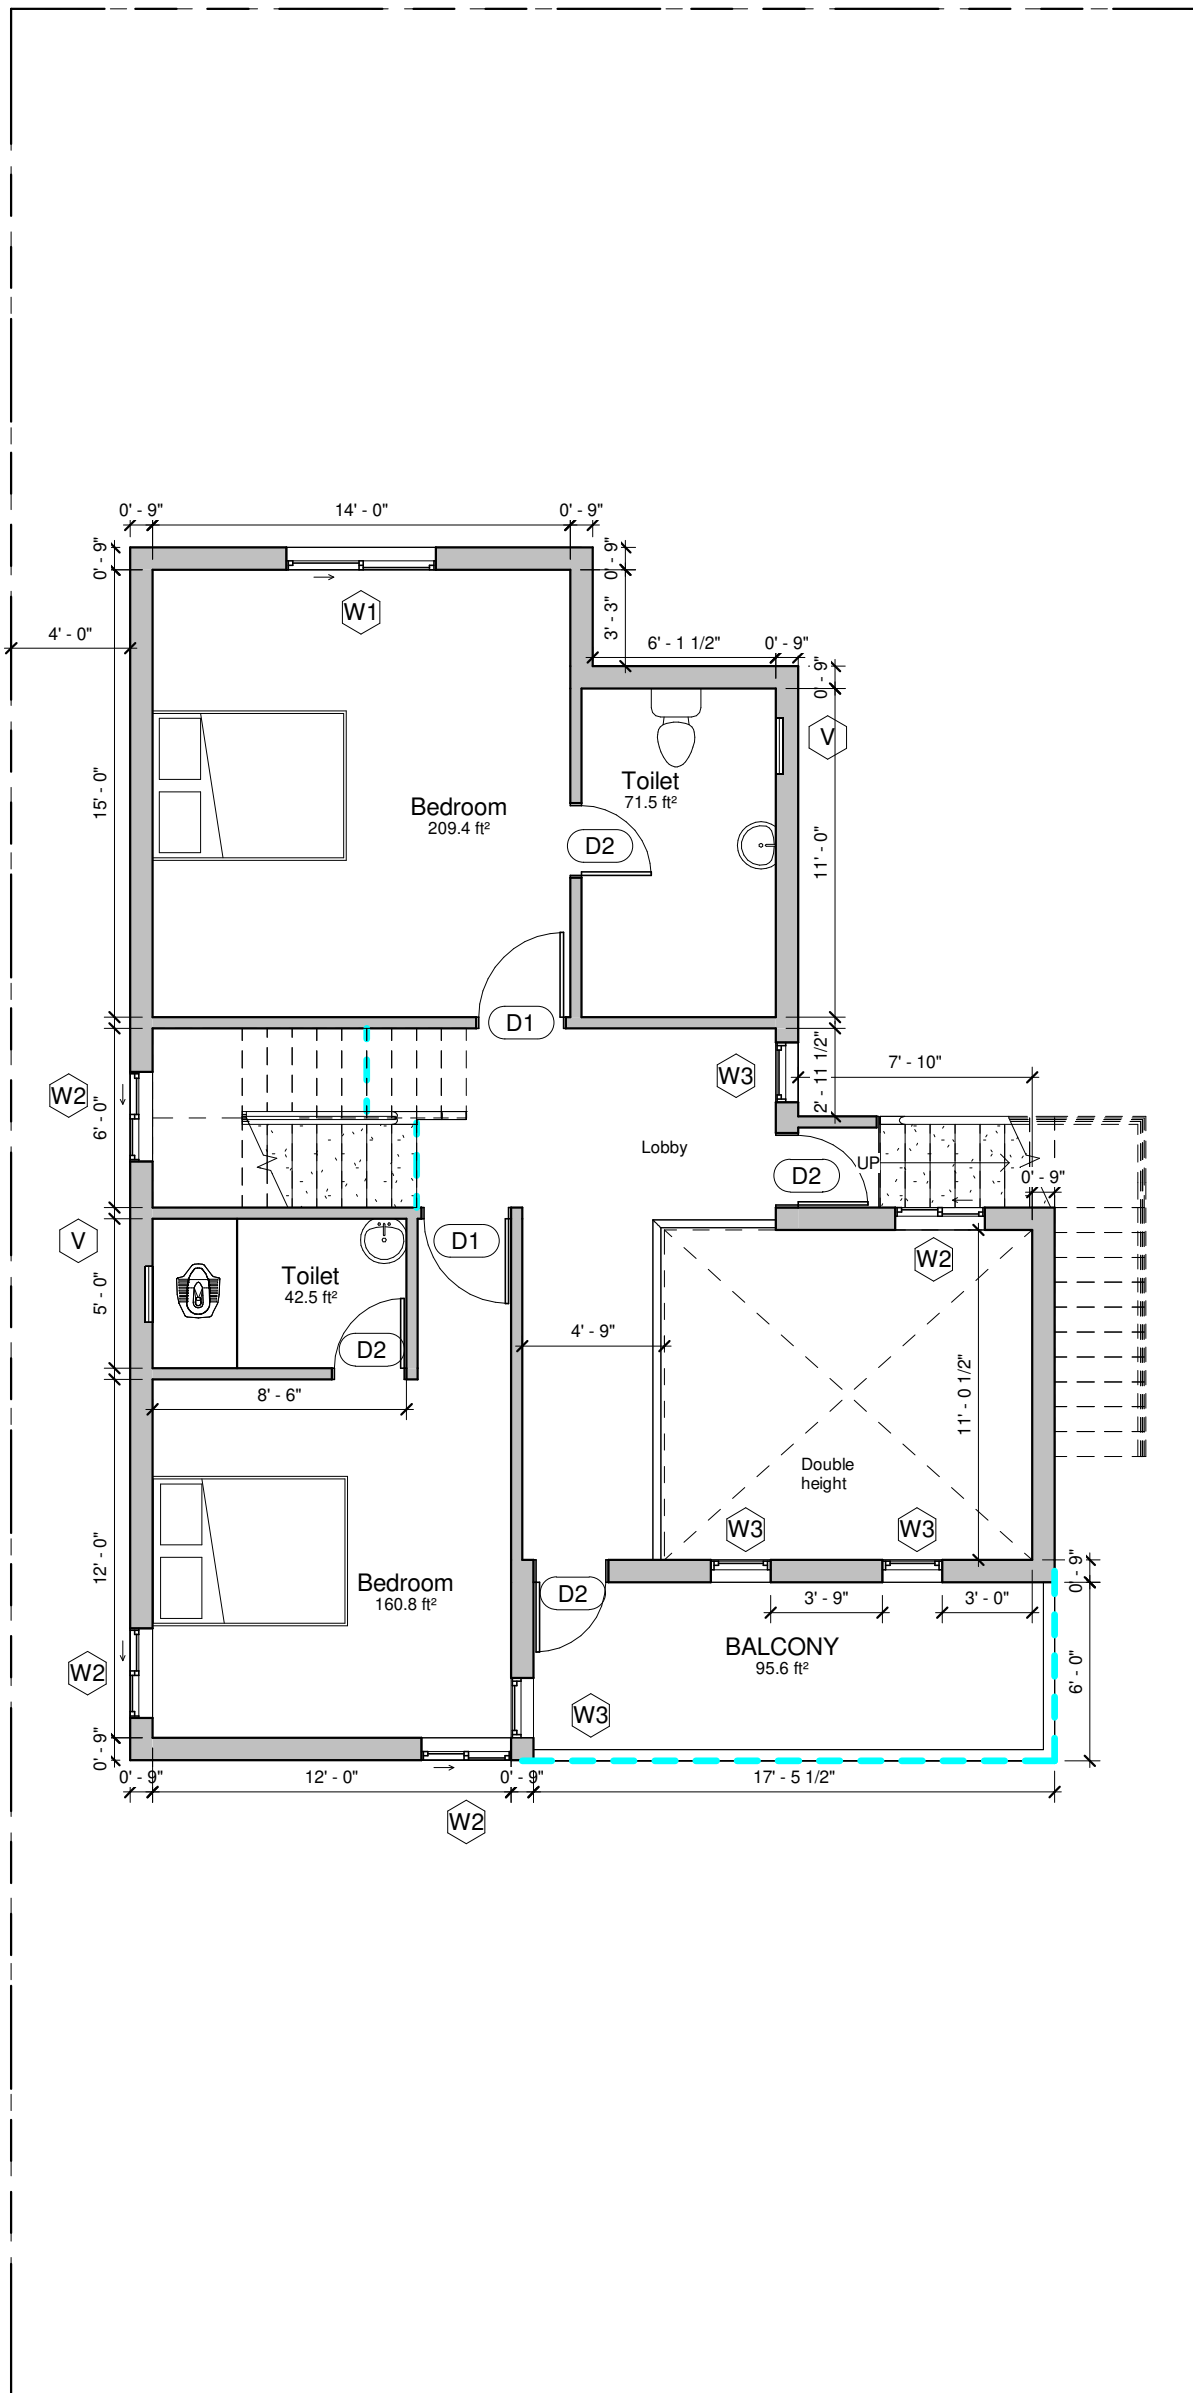 0' - 9"
14' - 0"
0' - 9"
0' - 9"
0' - 9"
3' - 3"
W1
4' - 0"
6' - 1 1/2"
0' - 9"
0' - 9"
V
15' - 0"
Toilet
71.5 ft²
Bedroom
209.4 ft²
D2
11' - 0"
D1
2' - 11 1/2"
7' - 10"
W3
W2
6' - 0"
Lobby
D2
UP
0' - 9"
V
D1
W2
5' - 0"
Toilet
42.5 ft²
4' - 9"
D2
8' - 6"
11' - 0 1/2"
Double
height
W3
W3
12' - 0"
Bedroom
160.8 ft²
D2
0' - 9"
3' - 9"
3' - 0"
BALCONY
95.6 ft²
6' - 0"
W2
W3
0' - 9"
0' - 9"
12' - 0"
0' - 9"
17' - 5 1/2"
W2